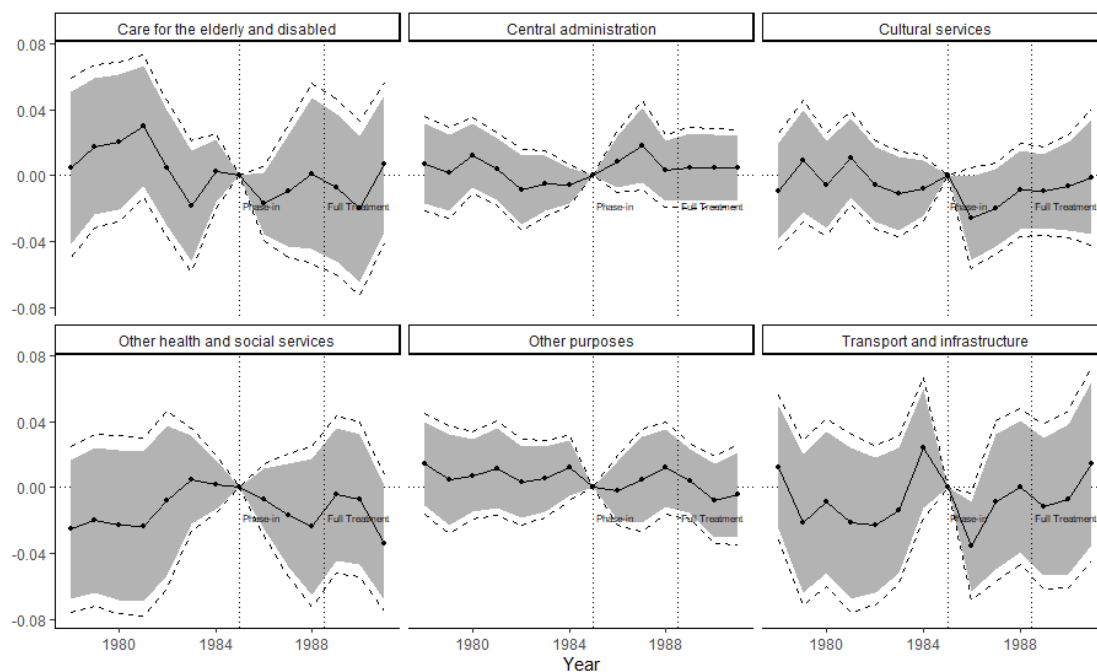 Care for the elderly and disabled
Central administration
Cultural services
0.08
0.04
0.00
-0.04
-0.08
Phase-in
Full Treatment
Phase-in
Full Treatment
Phase-in
Full Treatment
Other health and social services
Other purposes
Transport and infrastructure
0.08
0.04
0.00
-0.04
-0.08
Phase-in
Full Treatment
Phase-in
Full Treatment
Phase-in
Full Treatment
1980
1984
1988
1980
1984
1988
1980
1984
1988
Year